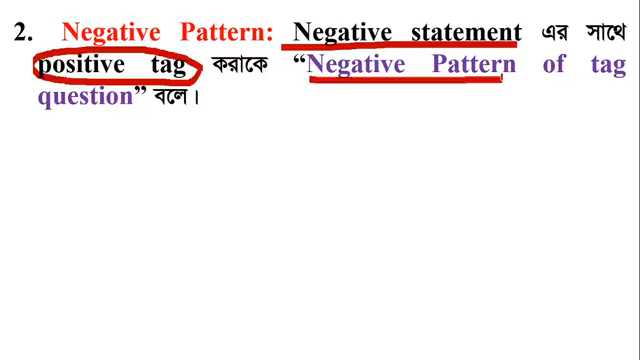 2. Negative Pattern: Negative statement এর সাথে
positive tag করাকে “Negative Pattern of tag
question” বলে।